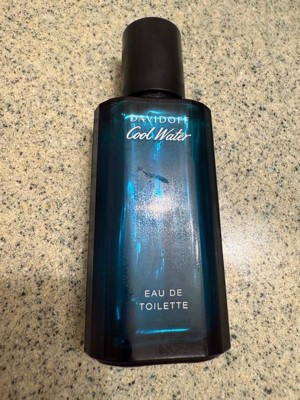 DAVIDOFF
Cool Water
EAU DE
TOILETTE